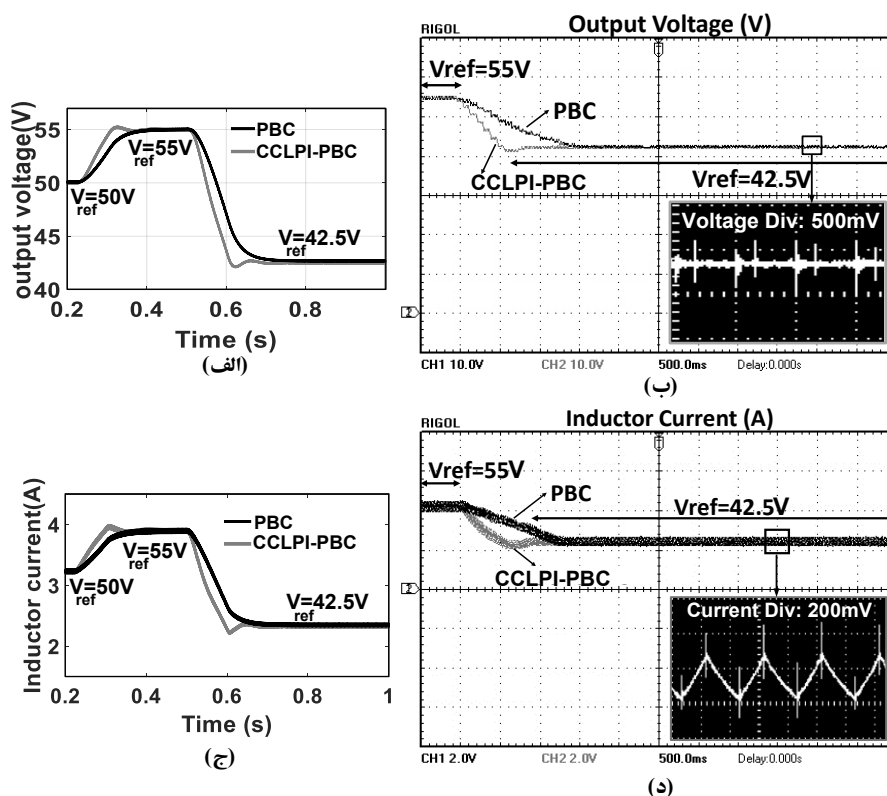 output voltage(V)
55
50
45
40
PBC
CCLPI-PBC
V=50V
ref
V=55V
ref
V=42.5V
ref
0.2
0.4
0.6
0.8
Time (s)
(الف)
RIGOL
Output Voltage (V)
Vref=55V
PBC
CCLPI-PBC
Vref=42.5V
Voltage Div: 500mV
2
CH1 10.0V CH2 10.0V 500.0ms Delay:0.000s
(ب)
Inductor current(A)
4
3
2
PBC
CCLPI-PBC
V=50V
ref
V=55V
ref
V=42.5V
ref
0.2
0.4
0.6
0.8
1
Time (s)
(ج)
RIGOL
Inductor Current (A)
Vref=55V
PBC
Vref=42.5V
CCLPI-PBC
Current Div: 200mV
2
CH1 2.0V CH2 2.0V 500.0ms Delay:0.000s
(د)